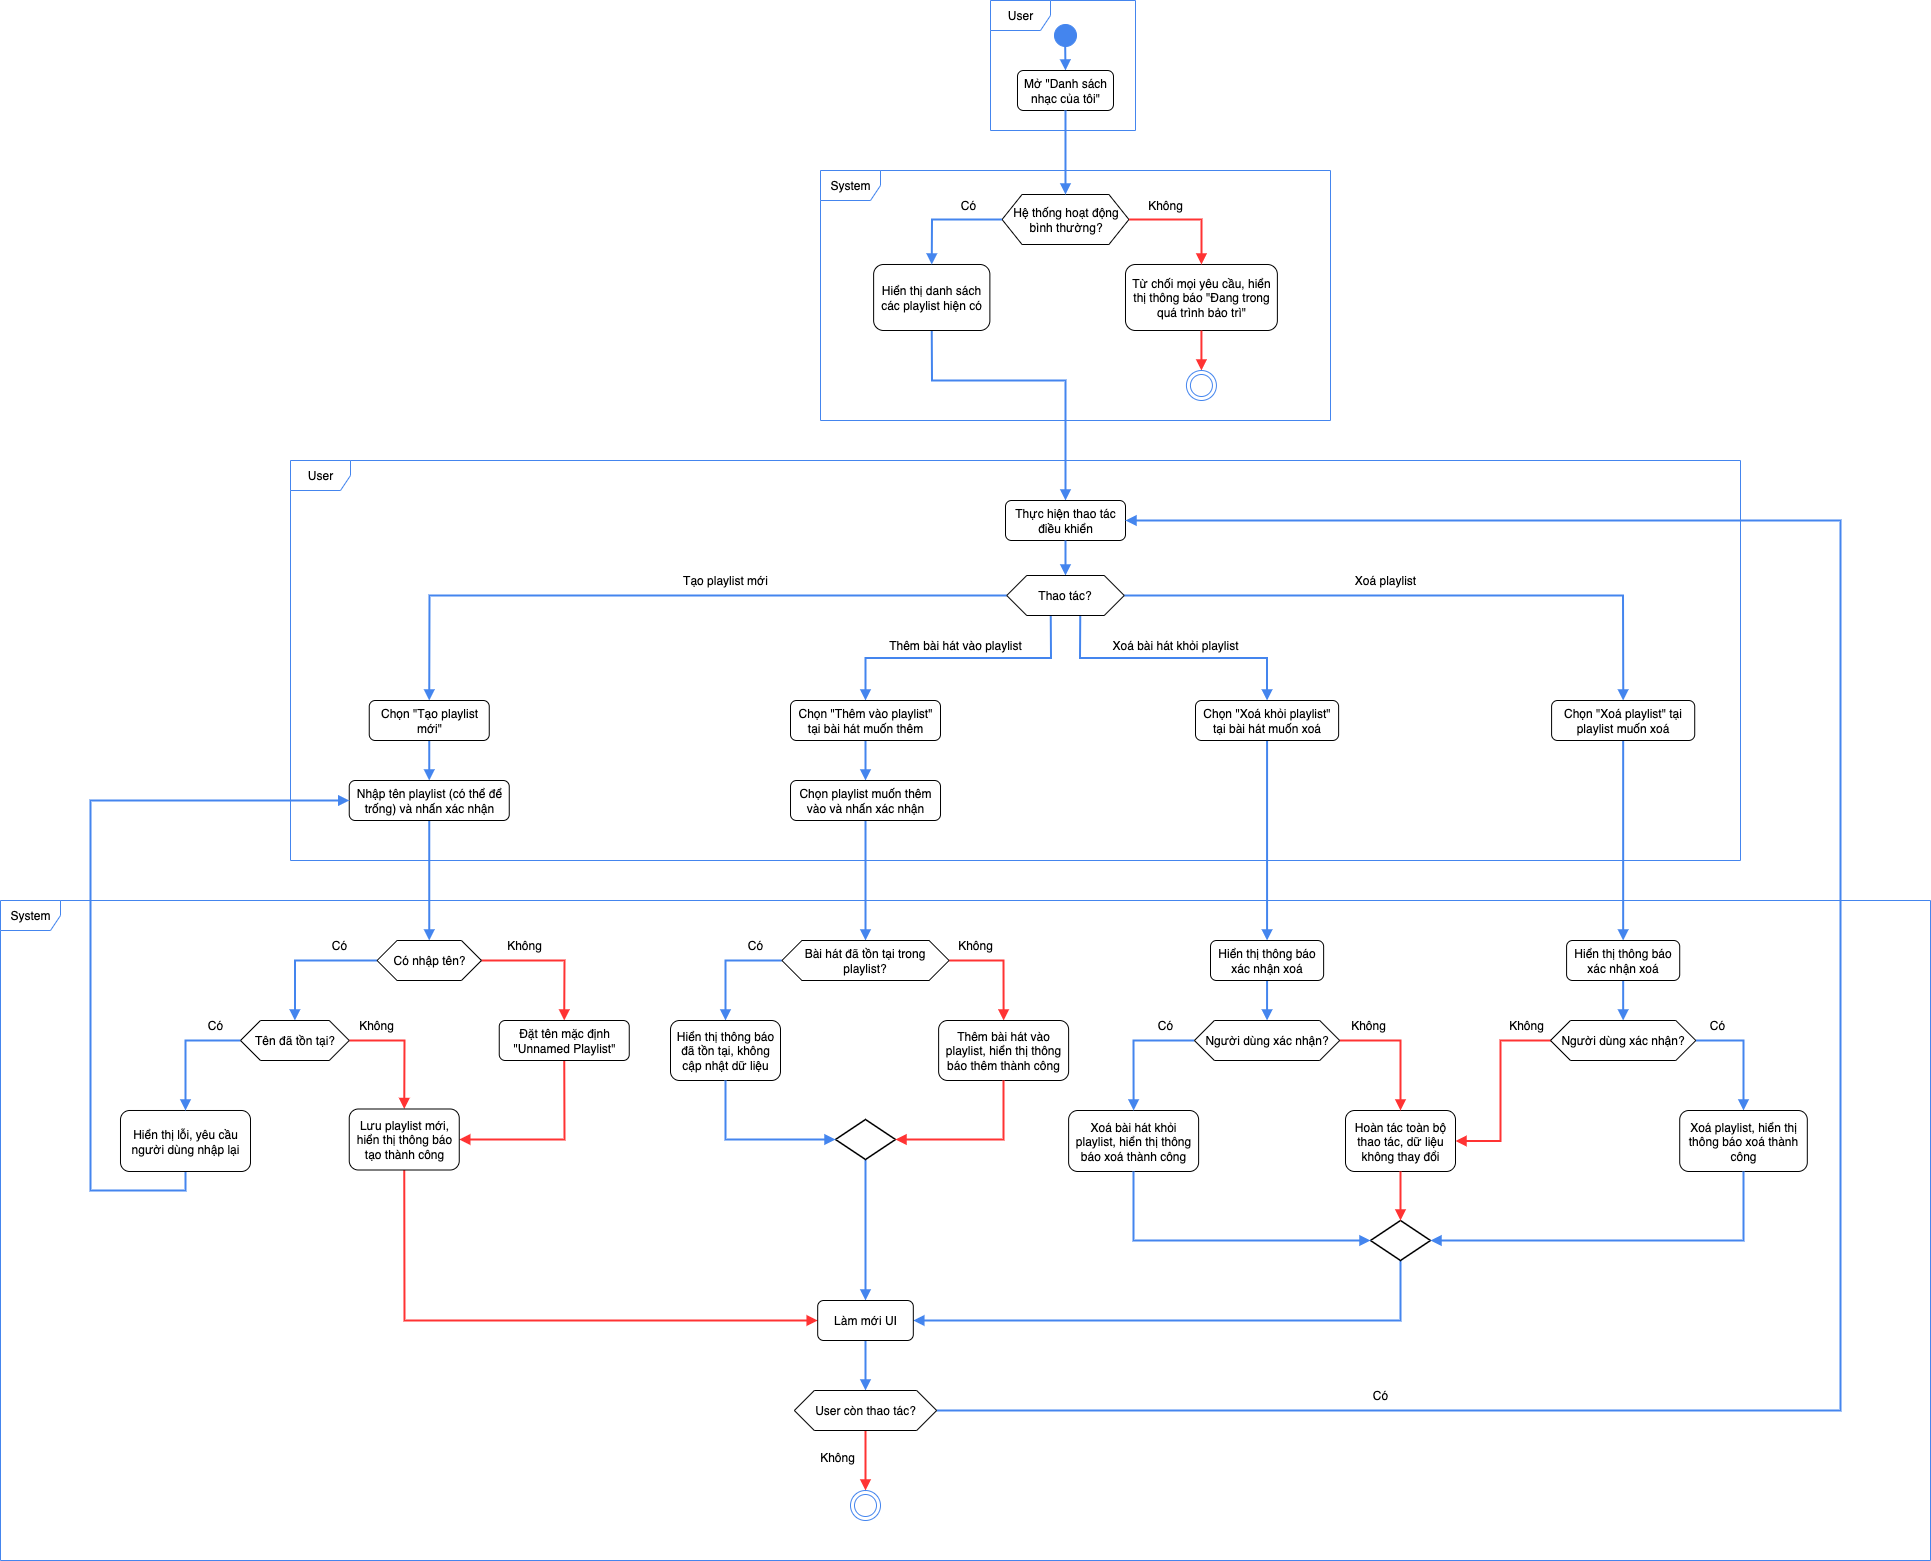 User
Mở "Danh sách
nhạc của tôi"
System
Có
Hệ thống hoạt động
bình thường?
Không
Hiển thị danh sách
các playlist hiện có
Từ chối mọi yêu cầu, hiển
thị thông báo "Đang trong
quá trình bảo trì"
User
Thực hiện thao tác
điều khiển
Tạo playlist mới
Thao tác?
Xoá playlist
Thêm bài hát vào playlist
Xoá bài hát khỏi playlist
Chọn "Tạo playlist
mới"
Chọn "Thêm vào playlist"
tại bài hát muốn thêm
Chọn "Xoá khỏi playlist"
tại bài hát muốn xoá
Chọn "Xoá playlist" tại
playlist muốn xoá
Nhập tên playlist (có thể để
trống) và nhấn xác nhận
Chọn playlist muốn thêm
vào và nhấn xác nhận
System
Có
Có nhập tên?
Không
Có
Bài hát đã tồn tại trong
playlist?
Không
Hiển thị thông báo
xác nhận xoá
Hiển thị thông báo
xác nhận xoá
Có
Tên đã tồn tại?
Không
Đặt tên mặc định
"Unnamed Playlist"
Hiển thị thông báo
đã tồn tại, không
cập nhật dữ liệu
Thêm bài hát vào
playlist, hiển thị thông
báo thêm thành công
Có
Người dùng xác nhận?
Không
Không
Người dùng xác nhận?
Có
Hiển thị lỗi, yêu cầu
người dùng nhập lại
Lưu playlist mới,
hiển thị thông báo
tạo thành công
Xoá bài hát khỏi
playlist, hiển thị thông
báo xoá thành công
Hoàn tác toàn bộ
thao tác, dữ liệu
không thay đổi
Xoá playlist, hiển thị
thông báo xoá thành
công
Làm mới UI
User còn thao tác?
Có
Không